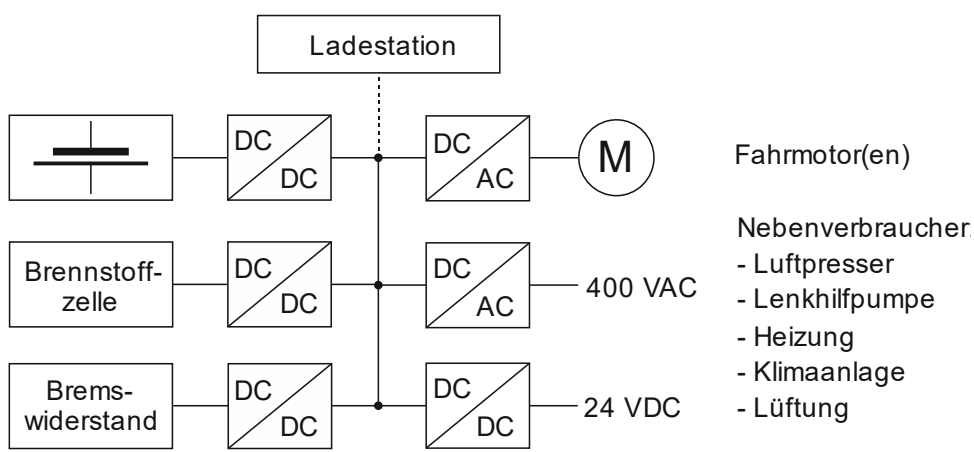 Ladestation
DC
DC
DC
AC
M
Fahrmotor(en)
Brennstoff-
zelle
DC
DC
DC
AC
400 VAC
Nebenverbraucher:
- Luftpresser
- Lenkhilfpumpe
- Heizung
- Klimaanlage
- Lüftung
Brems-
widerstand
DC
DC
DC
DC
24 VDC